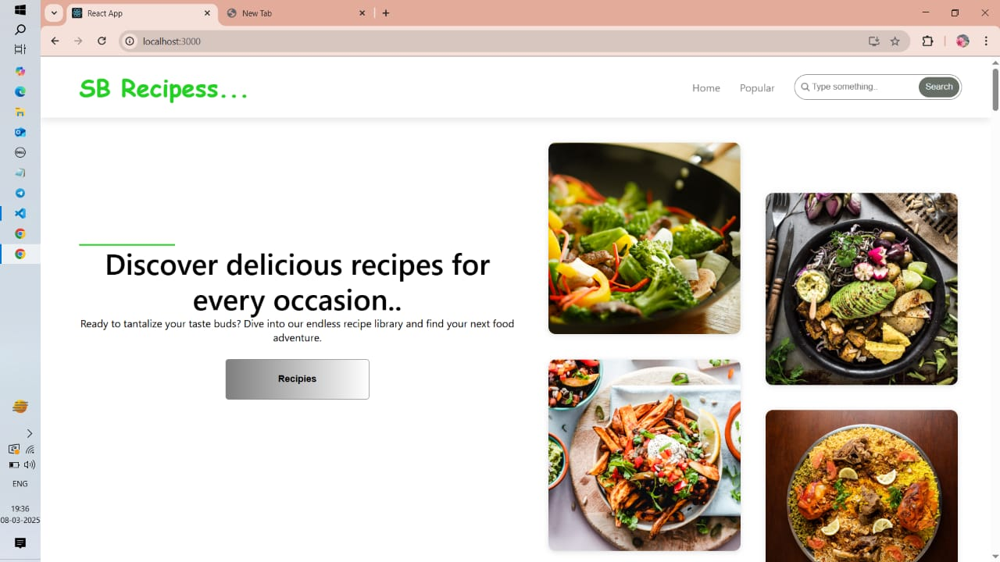 React App
New Tab
localhost:3000
SB Recipess...
Home
Popular
Type something..
Search
Discover delicious recipes for
every occasion..
Ready to tantalize your taste buds? Dive into our endless recipe library and find your next food
adventure.
Recipies
DELL
ENG
19:36
08-03-2025